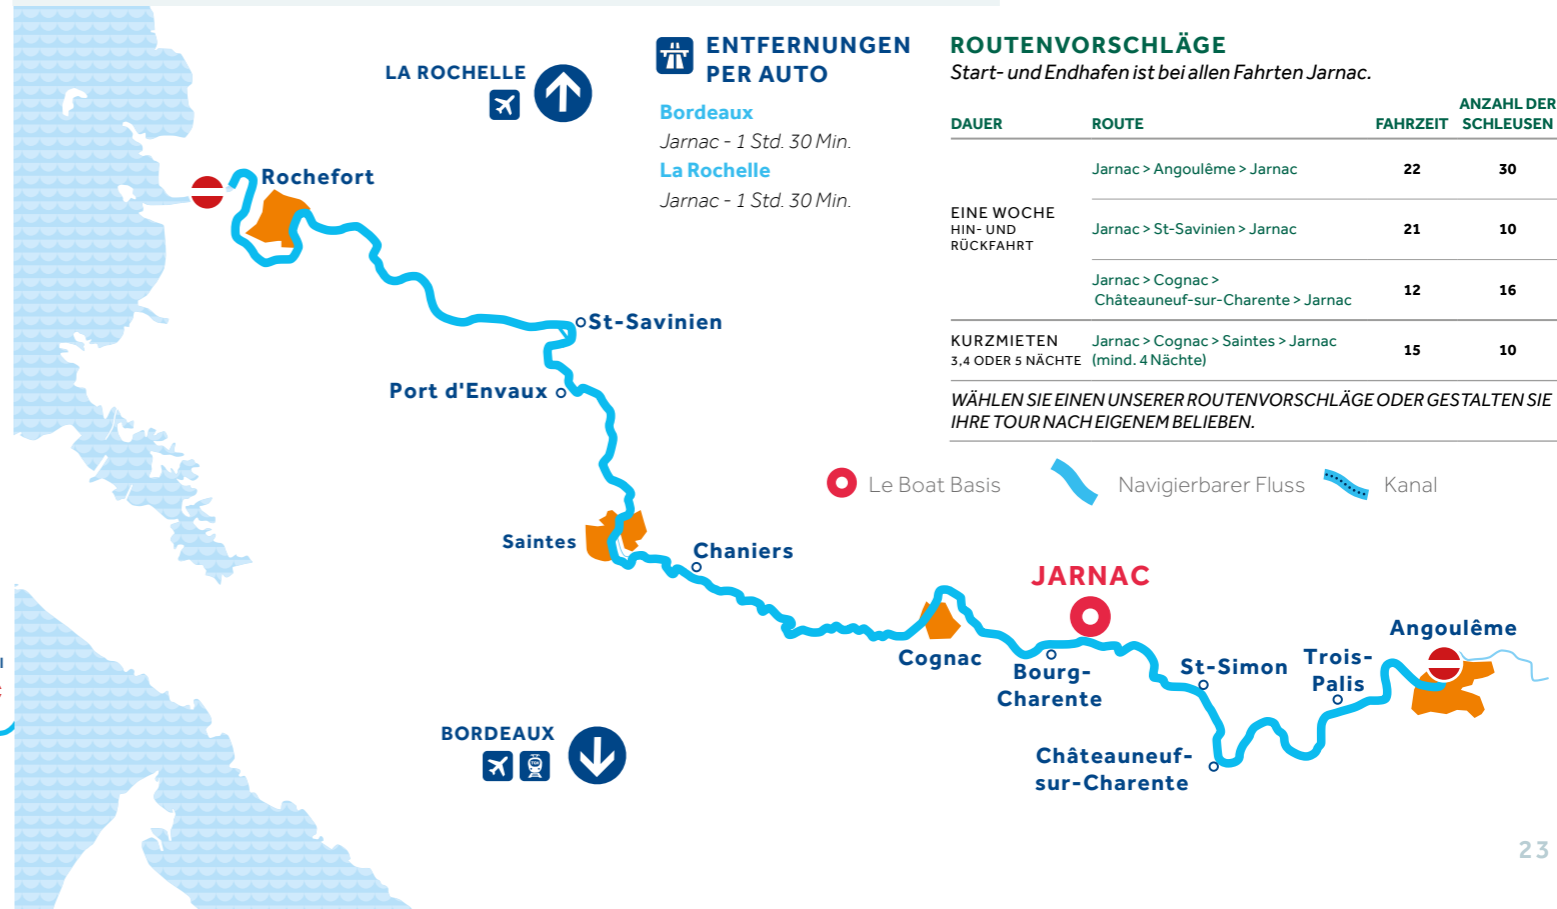 ENTFERNUNGEN
PER AUTO
Bordeaux
Jarnac - 1 Std. 30 Min.
La Rochelle
Jarnac - 1 Std. 30 Min.
ROUTENVORSCHLÄGE
Start- und Endhafen ist bei allen Fahrten Jarnac.
DAUER ROUTE FAHRZEIT ANZAHL DER
SCHLEUSEN
EINE WOCHE
HIN- UND
RÜCKFAHRT
Jarnac > Angoulême > Jarnac 22 30
Jarnac > St-Savinien > Jarnac 21 10
Jarnac > Cognac >
Châteauneuf-sur-Charente > Jarnac 12 16
KURZMIETEN
3,4 ODER 5 NÄCHTE
Jarnac > Cognac > Saintes > Jarnac
(mind. 4 Nächte) 15 10
WÄHLEN SIE EINEN UNSERER ROUTENVORSCHLÄGE ODER GESTALTEN SIE
IHRE TOUR NACH EIGENEM BELIEBEN.
Le Boat Basis
Navigierbarer Fluss
Kanal
LA ROCHELLE
Rochefort
St-Savinien
Port d'Envaux
Saintes
Chaniers
Cognac
JARNAC
Bourg-
Charente
St-Simon
Trois-
Palis
Angoulême
Châteauneuf-
sur-Charente
BORDEAUX
23